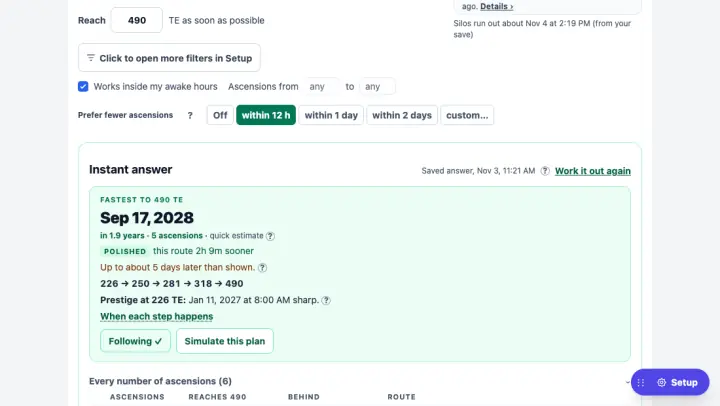 ago. Details ›
Reach 490 TE as soon as possible
Silos run out about Nov 4 at 2:19 PM (from your save)
Click to open more filters in Setup
Works inside my awake hours Ascensions from any to any
Prefer fewer ascensions ? Off within 12 h within 1 day within 2 days custom...
Instant answer
Saved answer, Nov 3, 11:21 AM ? Work it out again
FASTEST TO 490 TE
Sep 17, 2028
in 1.9 years · 5 ascensions · quick estimate ?
POLISHED this route 2h 9m sooner
Up to about 5 days later than shown. ?
226 → 250 → 281 → 318 → 490
Prestige at 226 TE: Jan 11, 2027 at 8:00 AM sharp. ?
When each step happens
Following ✓ Simulate this plan
Setup
Every number of ascensions (6)
ASCENSIONS REACHES 490 BEHIND ROUTE